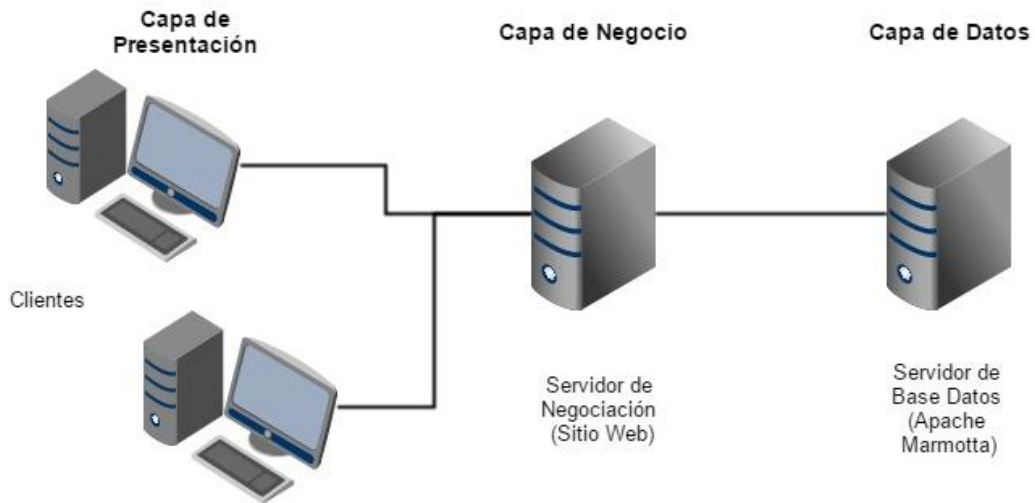 Capa de
Presentación
Capa de Negocio
Capa de Datos
Clientes
Servidor de
Negociación
(Sitio Web)
Servidor de
Base Datos
(Apache
Marmotta)